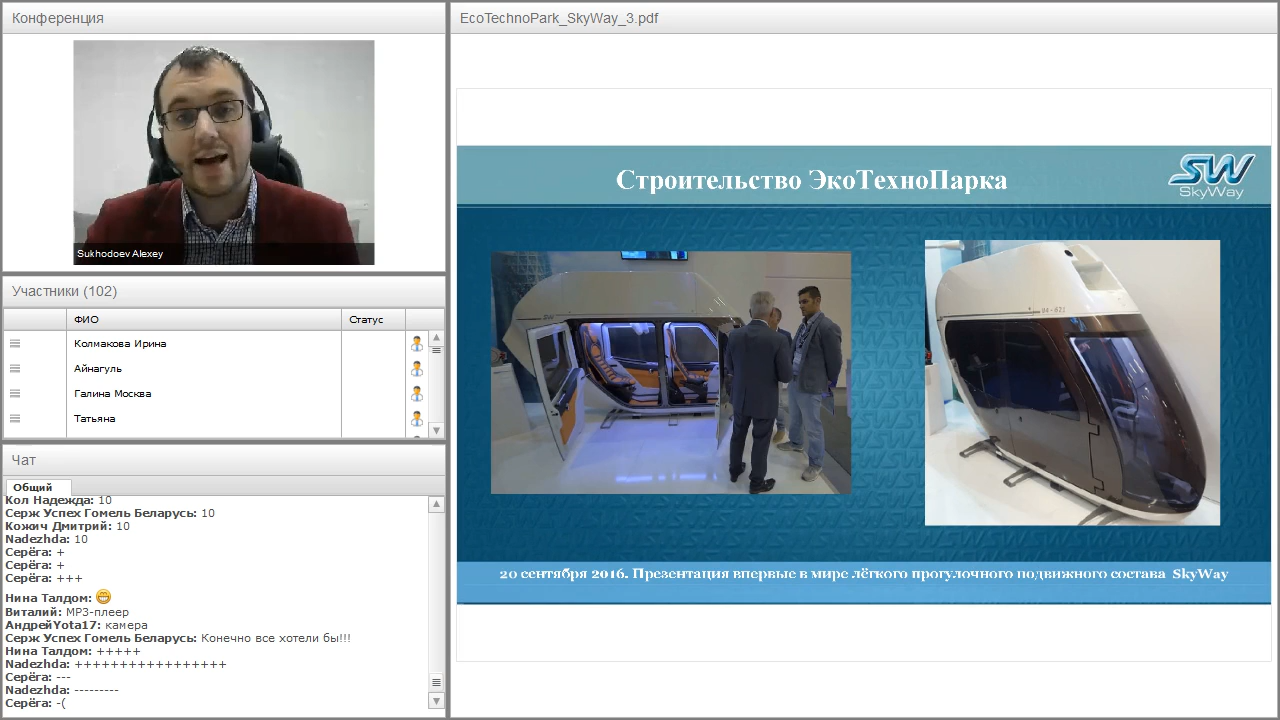 Конференция
Sukhodoev Alexey
Участники (102)
ФИО Статус
Колмакова Ирина
Айнагуль
Галина Москва
Татьяна
Чат
Общий
Кол Надежда: 10
Серж Успех Гомель Беларусь: 10
Кожич Дмитрий: 10
Nadezhda: 10
Серёга: +
Серёга: +
Серёга: +++
Нина Талдом:
Виталий: MP3-плеер
АндрейYota17: камера
Серж Успех Гомель Беларусь: Конечно все хотели бы!!!
Нина Талдом: +++++
Nadezhda: +++++++++++++++++
Серёга: ---
Nadezhda: ---------
Серёга: -(
EcoTechnoPark_SkyWay_3.pdf
Строительство ЭкоТехноПарка
SW
SkyWay
20 сентября 2016. Презентация впервые в мире лёгкого прогулочного подвижного состава SkyWay